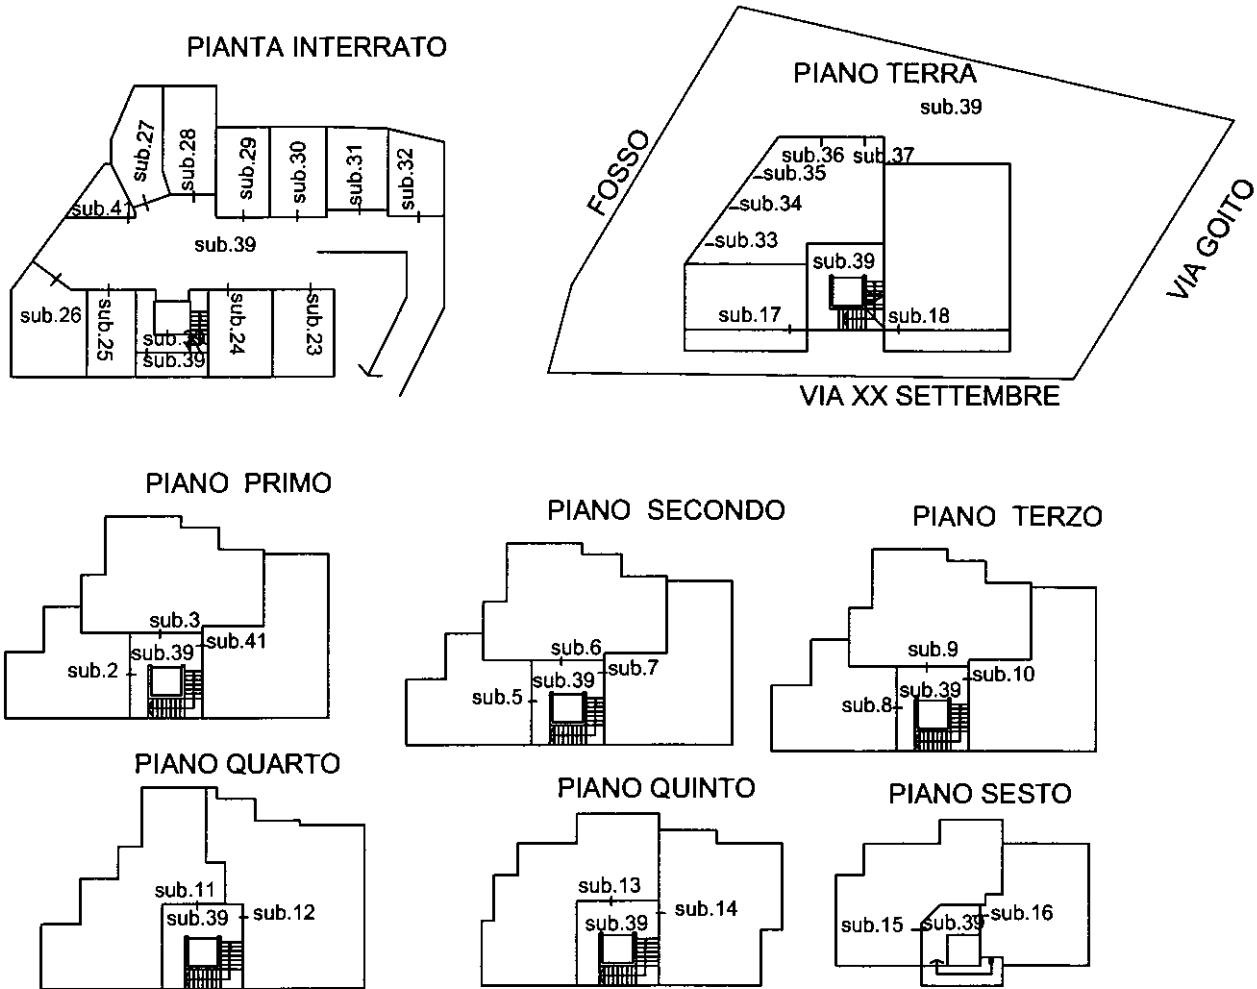 PIANTA INTERRATO
sub.27
sub.28
sub.29
sub.30
sub.31
sub.32
sub.41
sub.39
sub.26
sub.25
sub.39
sub.24
sub.23
PIANO TERRA
sub.39
FOSSO
sub.36
sub.37
sub.35
sub.34
sub.33
sub.39
sub.17
sub.18
VIA GOITO
VIA XX SETTEMBRE
PIANO PRIMO
sub.3
sub.41
sub.39
sub.2
PIANO SECONDO
sub.6
sub.7
sub.39
sub.5
PIANO TERZO
sub.9
sub.10
sub.39
sub.8
PIANO QUARTO
sub.11
sub.39
sub.12
PIANO QUINTO
sub.13
sub.14
sub.39
PIANO SESTO
sub.15
sub.39
sub.16